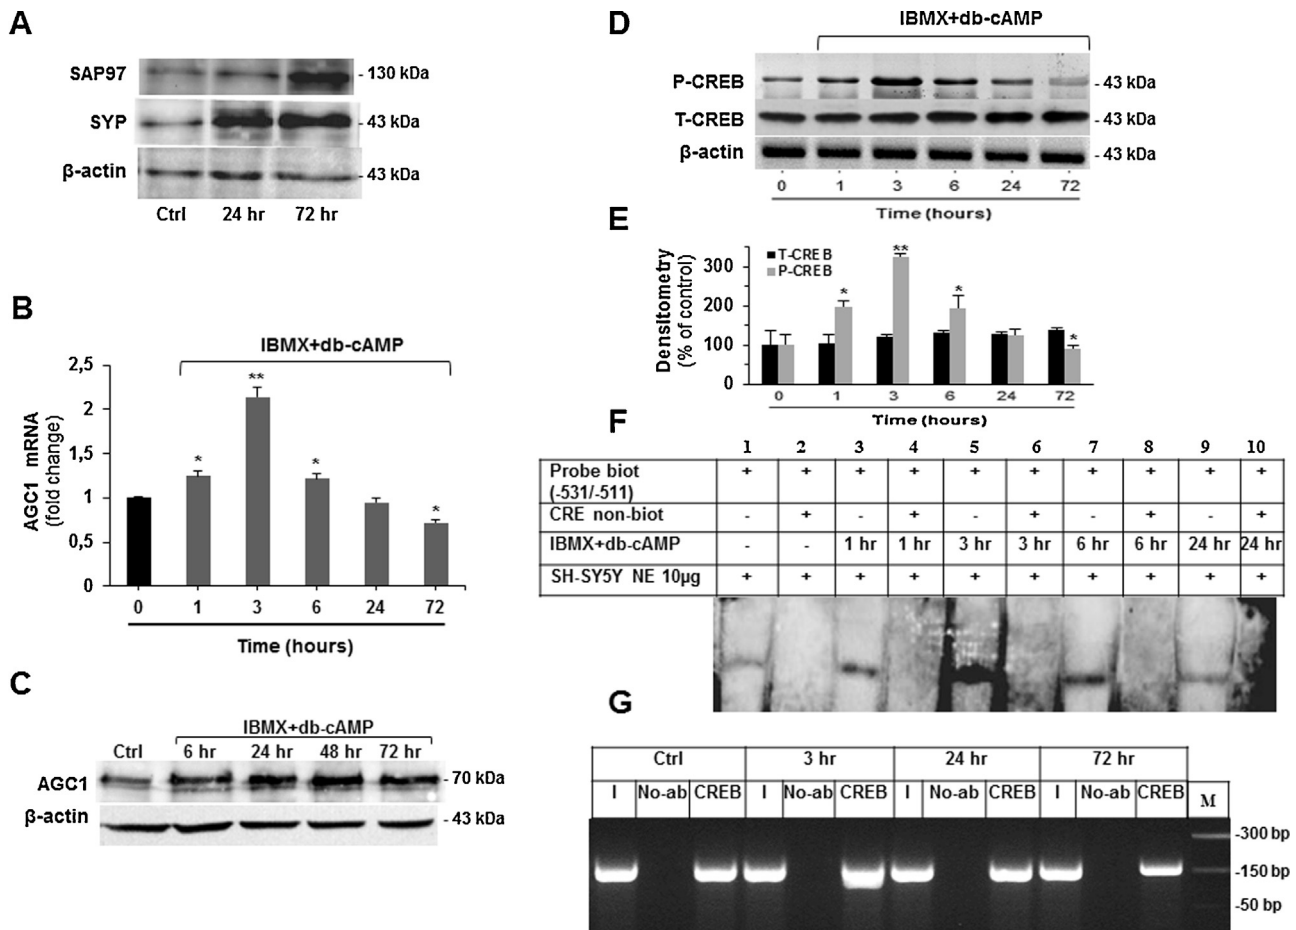 A
SAP97
- 130 kDa
SYP
- 43 kDa
β-actin
- 43 kDa
Ctrl 24 hr 72 hr
B
IBMX+db-cAMP
AGC1 mRNA
(fold change)
2,5
2
1,5
1
0,5
0
*
**
*
*
0 1 3 6 24 72
Time (hours)
C
IBMX+db-cAMP
Ctrl 6 hr 24 hr 48 hr 72 hr
AGC1
- 70 kDa
β-actin
- 43 kDa
D
IBMX+db-cAMP
P-CREB
- 43 kDa
T-CREB
- 43 kDa
β-actin
- 43 kDa
0 1 3 6 24 72
Time (hours)
E
Densitometry
(% of control)
300
200
100
0
T-CREB
P-CREB
*
**
*
*
0 1 3 6 24 72
Time (hours)
F
1 2 3 4 5 6 7 8 9 10
Probe biot + + + + + + + + + +
(-531/-511)
CRE non-biot - + - + - + - + - +
IBMX+db-cAMP - - 1 hr 1 hr 3 hr 3 hr 6 hr 6 hr 24 hr 24 hr
SH-SY5Y NE 10μg + + + + + + + + + +
G
Ctrl 3 hr 24 hr 72 hr
I No-ab CREB I No-ab CREB I No-ab CREB I No-ab CREB M
-300 bp
-150 bp
-50 bp